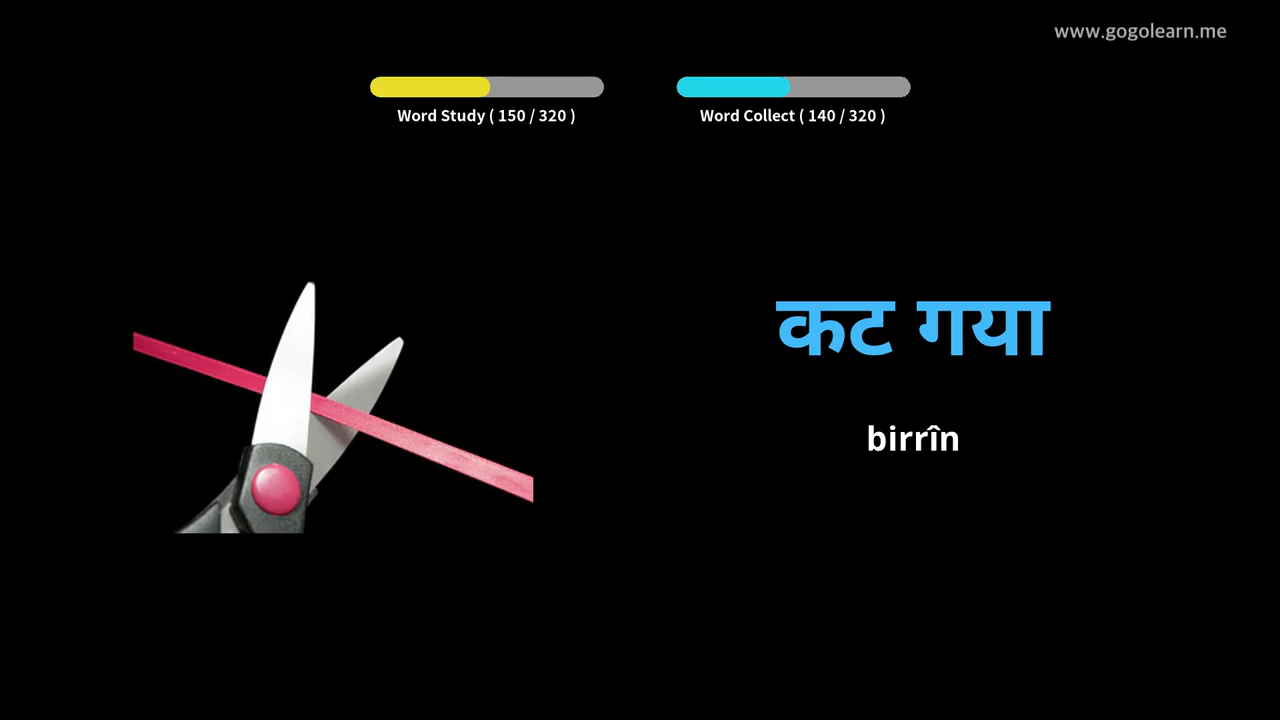 www.gogolearn.me
Word Study ( 150 / 320 )
Word Collect ( 140 / 320 )
कट गया
birrîn